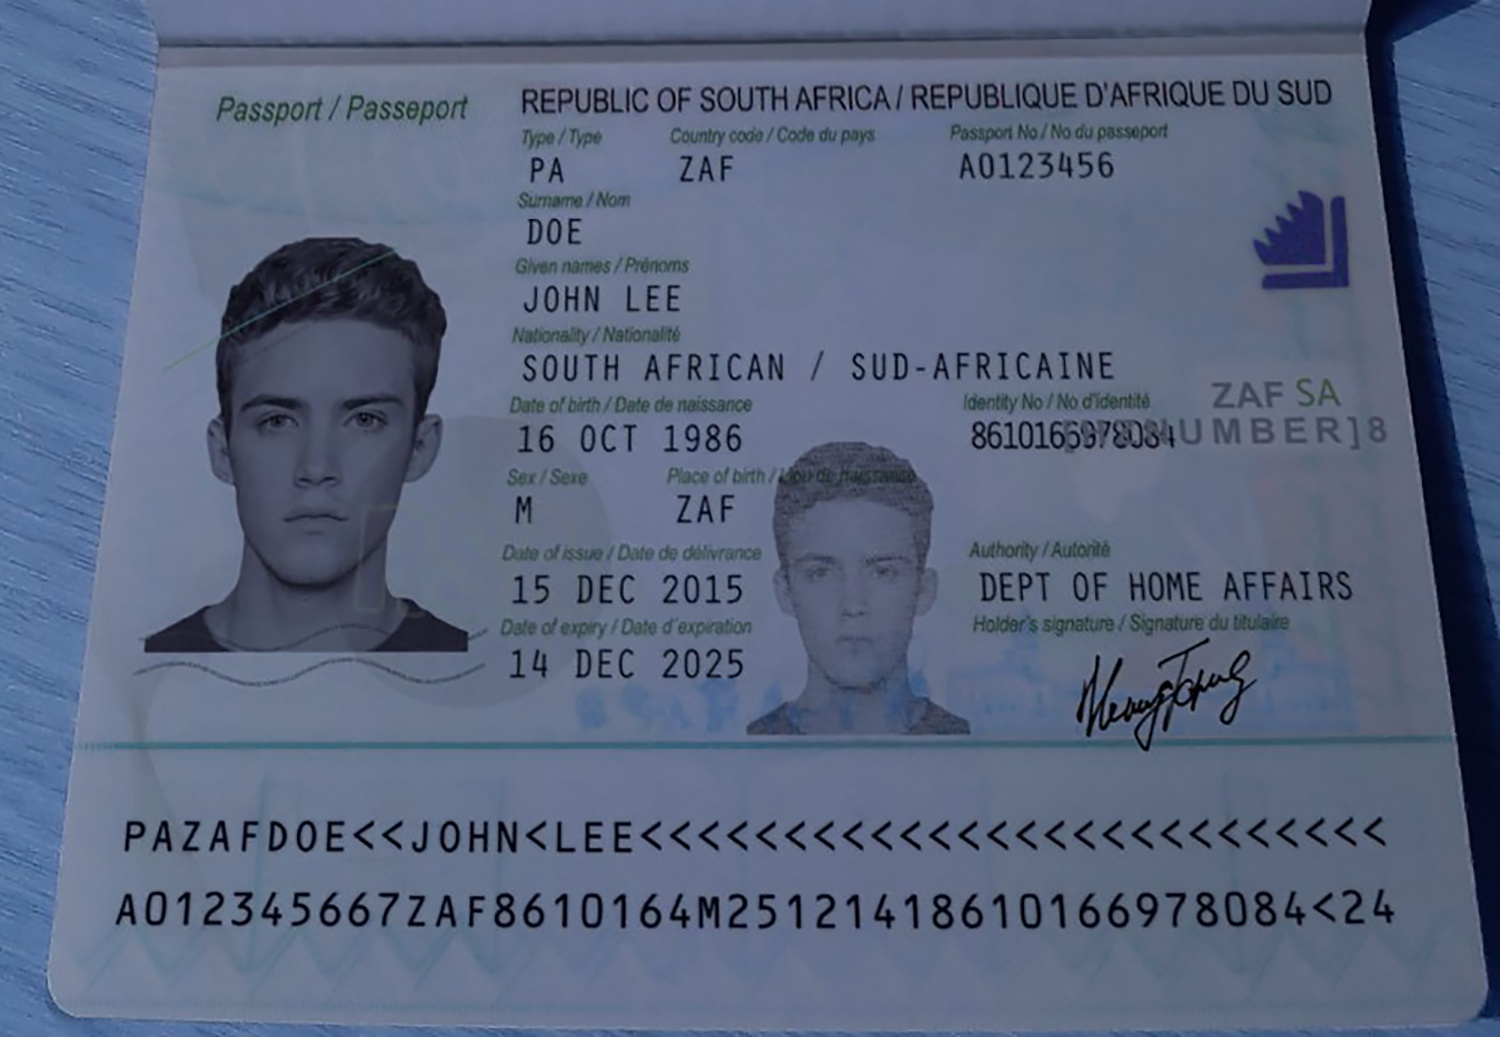 Passport / Passeport
REPUBLIC OF SOUTH AFRICA / REPUBLIQUE D'AFRIQUE DU SUD
Type / Type Country code / Code du pays Passport No / No du passeport
PA ZAF A0123456
Surname / Nom
DOE
Given names / Prénoms
JOHN LEE
Nationality / Nationalité
SOUTH AFRICAN / SUD-AFRICAINE
Date of birth / Date de naissance Identity No / No d'identité ZAF SA
16 OCT 1986 UMBER]8
Sex / Sexe Place of birth / Lieu de naissance
M ZAF
Date of issue / Date de délivrance Authority / Autorité
15 DEC 2015 DEPT OF HOME AFFAIRS
Date of expiry / Date d'expiration Holder's signature / Signature du titulaire
14 DEC 2025
PAZAFDOE<<JOHN<LEE<<<<<<<<<<<<<<<<<<<<<<<<<<
A012345667ZAF8610164M2512141861016697808​4<24